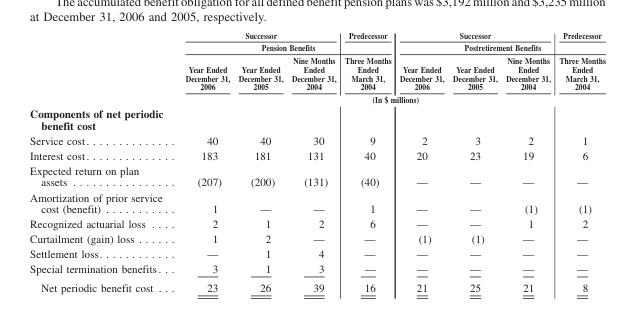 The accumulated benefit obligation for all defined benefit pension plans was $3,192 million and $3,235 million
at December 31, 2006 and 2005, respectively.
Successor Predecessor Successor Predecessor
Pension Benefits Postretirement Benefits
Year Ended December 31, 2006 Year Ended December 31, 2005 Nine Months Ended December 31, 2004 Three Months Ended March 31, 2004 Year Ended December 31, 2006 Year Ended December 31, 2005 Nine Months Ended December 31, 2004 Three Months Ended March 31, 2004
(In $ millions)
Components of net periodic
benefit cost
Service cost. . . . . . . . . . . . . . 40 40 30 9 2 3 2 1
Interest cost. . . . . . . . . . . . . . 183 181 131 40 20 23 19 6
Expected return on plan
assets . . . . . . . . . . . . . . . . (207) (200) (131) (40) — — — —
Amortization of prior service
cost (benefit) . . . . . . . . . . . 1 — — 1 — — (1) (1)
Recognized actuarial loss . . . . 2 1 2 6 — — 1 2
Curtailment (gain) loss . . . . . . 1 2 — — (1) (1) — —
Settlement loss. . . . . . . . . . . . — 1 4 — — — — —
Special termination benefits. . . 3 1 3 — — — — —
Net periodic benefit cost . . . 23 26 39 16 21 25 21 8